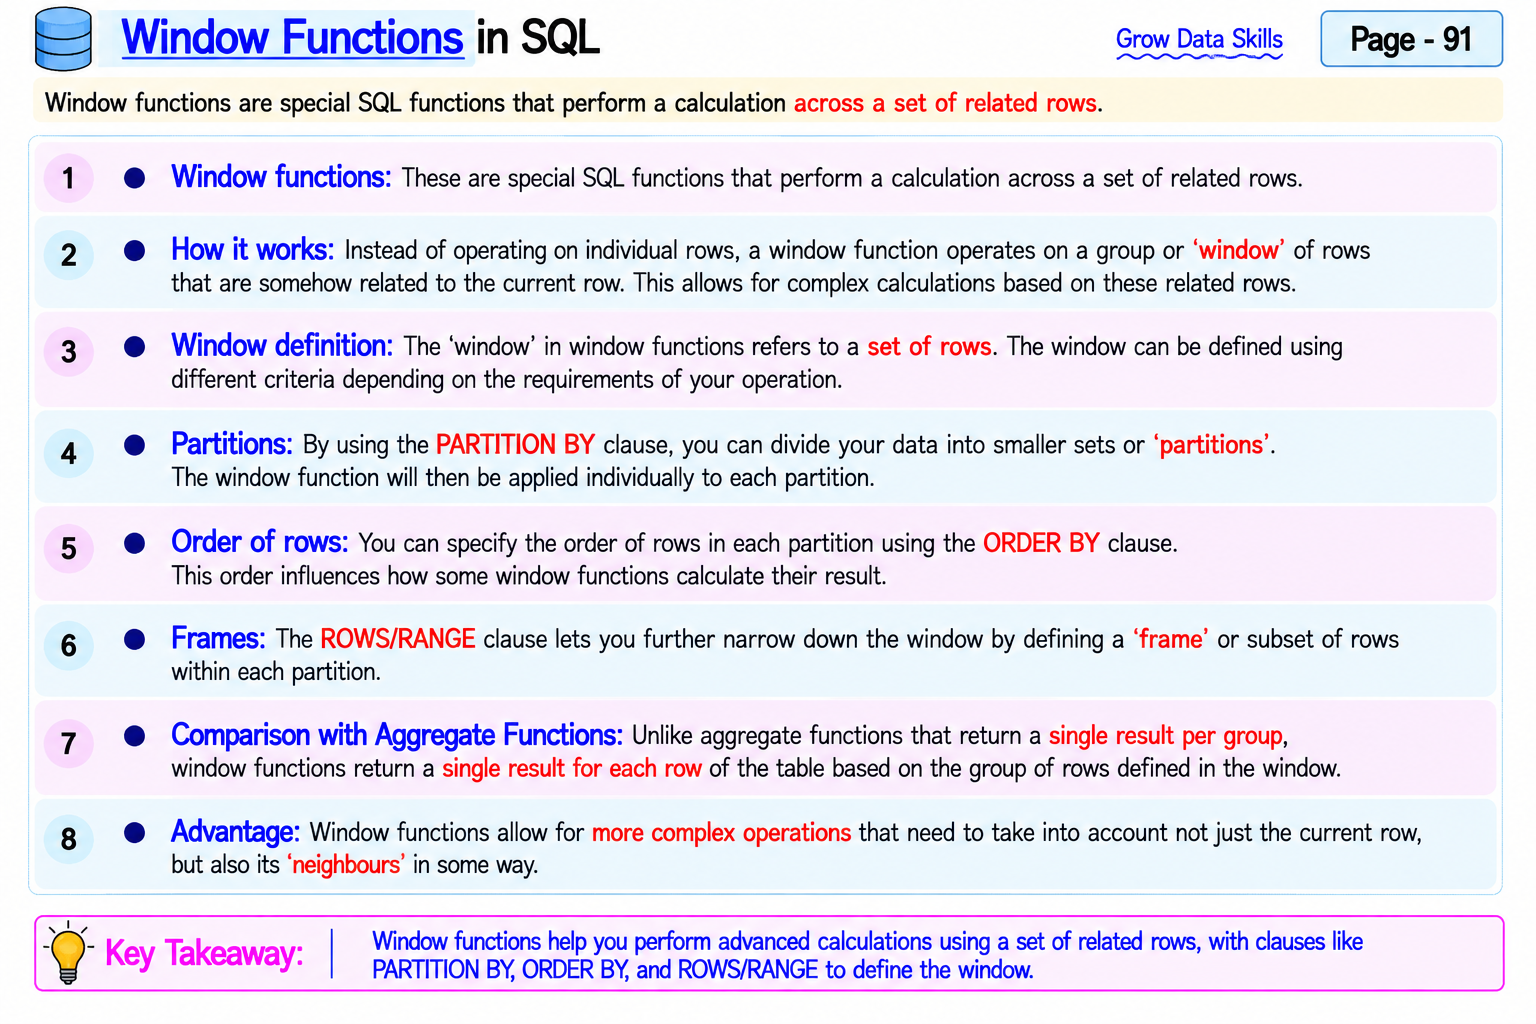 Window Functions in SQL
Grow Data Skills
Page - 91
Window functions are special SQL functions that perform a calculation across a set of related rows.
1
Window functions: These are special SQL functions that perform a calculation across a set of related rows.
2
How it works: Instead of operating on individual rows, a window function operates on a group or ‘window’ of rows
that are somehow related to the current row. This allows for complex calculations based on these related rows.
3
Window definition: The ‘window’ in window functions refers to a set of rows. The window can be defined using
different criteria depending on the requirements of your operation.
4
Partitions: By using the PARTITION BY clause, you can divide your data into smaller sets or ‘partitions’.
The window function will then be applied individually to each partition.
5
Order of rows: You can specify the order of rows in each partition using the ORDER BY clause.
This order influences how some window functions calculate their result.
6
Frames: The ROWS/RANGE clause lets you further narrow down the window by defining a ‘frame’ or subset of rows
within each partition.
7
Comparison with Aggregate Functions: Unlike aggregate functions that return a single result per group,
window functions return a single result for each row of the table based on the group of rows defined in the window.
8
Advantage: Window functions allow for more complex operations that need to take into account not just the current row,
but also its ‘neighbours’ in some way.
Key Takeaway:
Window functions help you perform advanced calculations using a set of related rows, with clauses like
PARTITION BY, ORDER BY, and ROWS/RANGE to define the window.